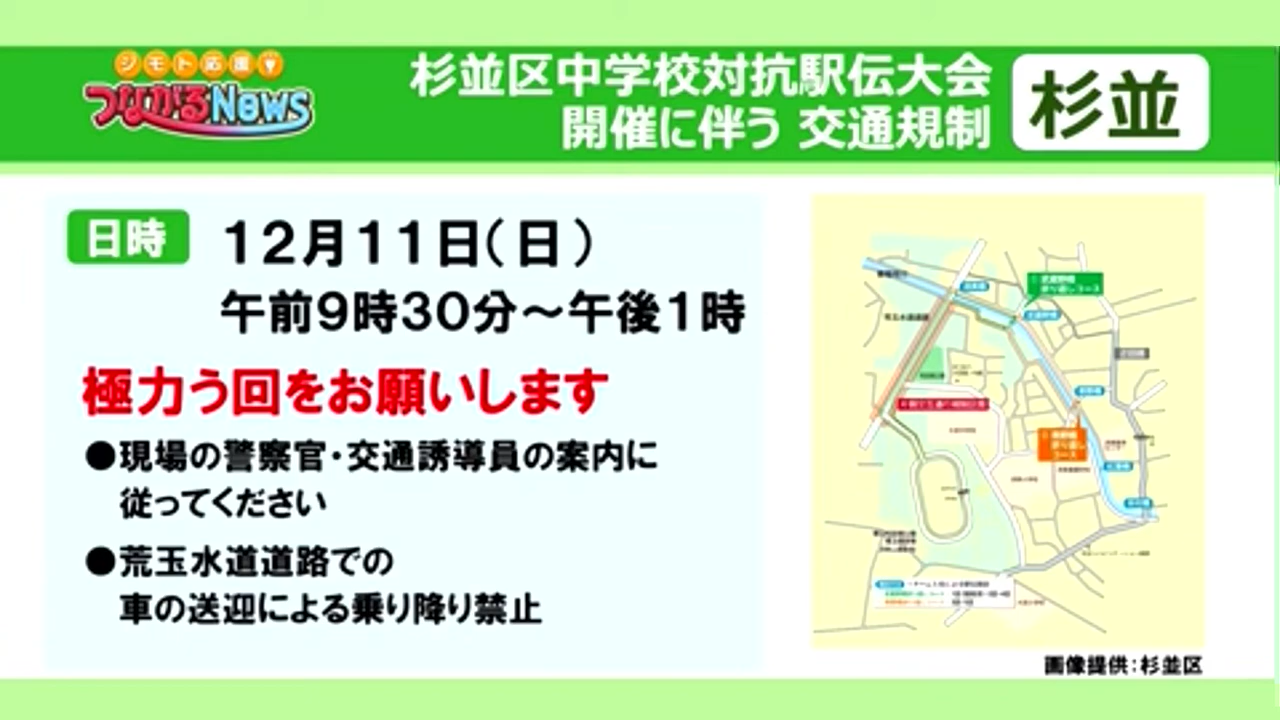 ジモト応援
つながるNews
杉並区中学校対抗駅伝大会
開催に伴う 交通規制
杉並
日時
12月11日(日)
午前9時30分～午後1時
極力う回をお願いします
●現場の警察官・交通誘導員の案内に
従ってください
●荒玉水道道路での
車の送迎による乗り降り禁止
荒玉水道道路
画像提供:杉並区